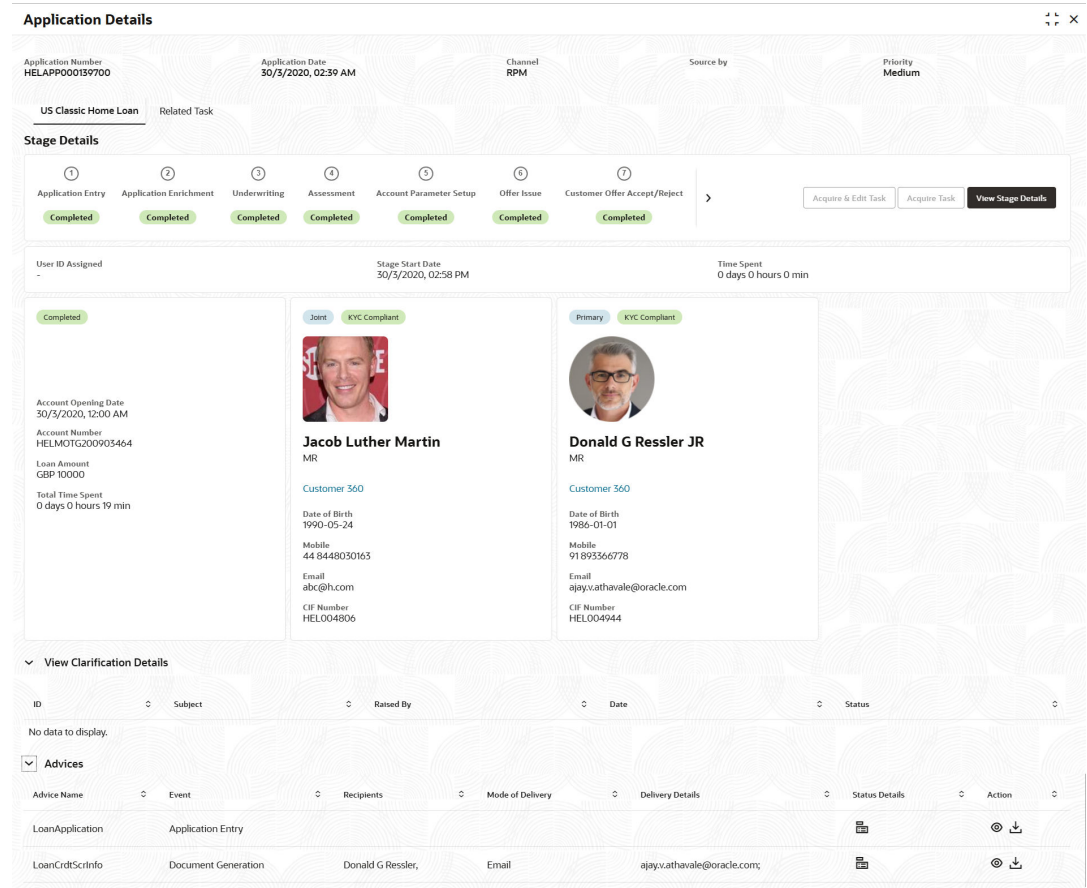 Application Details
Application Number Application Date Channel Source by Priority
HELAPP000139700 30/3/2020, 02:39 AM RPM Medium
US Classic Home Loan Related Task
Stage Details
1 2 3 4 5 6 7
Application Entry Application Enrichment Underwriting Assessment Account Parameter Setup Offer Issue Customer Offer Accept/Reject
Acquire & Edit Task Acquire Task View Stage Details
Completed Completed Completed Completed Completed Completed Completed
User ID Assigned Stage Start Date Time Spent
- 30/3/2020, 02:58 PM 0 days 0 hours 0 min
Completed
Account Opening Date
30/3/2020, 12:00 AM
Account Number
HELMOTG200903464
Loan Amount
GBP 10000
Total Time Spent
0 days 0 hours 19 min
Joint KYC Compliant
Jacob Luther Martin
MR
Customer 360
Date of Birth
1990-05-24
Mobile
44 8448030163
Email
abc@h.com
CIF Number
HEL004806
Primary KYC Compliant
Donald G Ressler JR
MR
Customer 360
Date of Birth
1986-01-01
Mobile
91 893366778
Email
ajay.v.athavale@oracle.com
CIF Number
HEL004944
View Clarification Details
ID Subject Raised By Date Status
No data to display.
Advices
Advice Name Event Recipients Mode of Delivery Delivery Details Status Details Action
LoanApplication Application Entry
LoanCrdtScrInfo Document Generation Donald G Ressler, Email ajay.v.athavale@oracle.com;